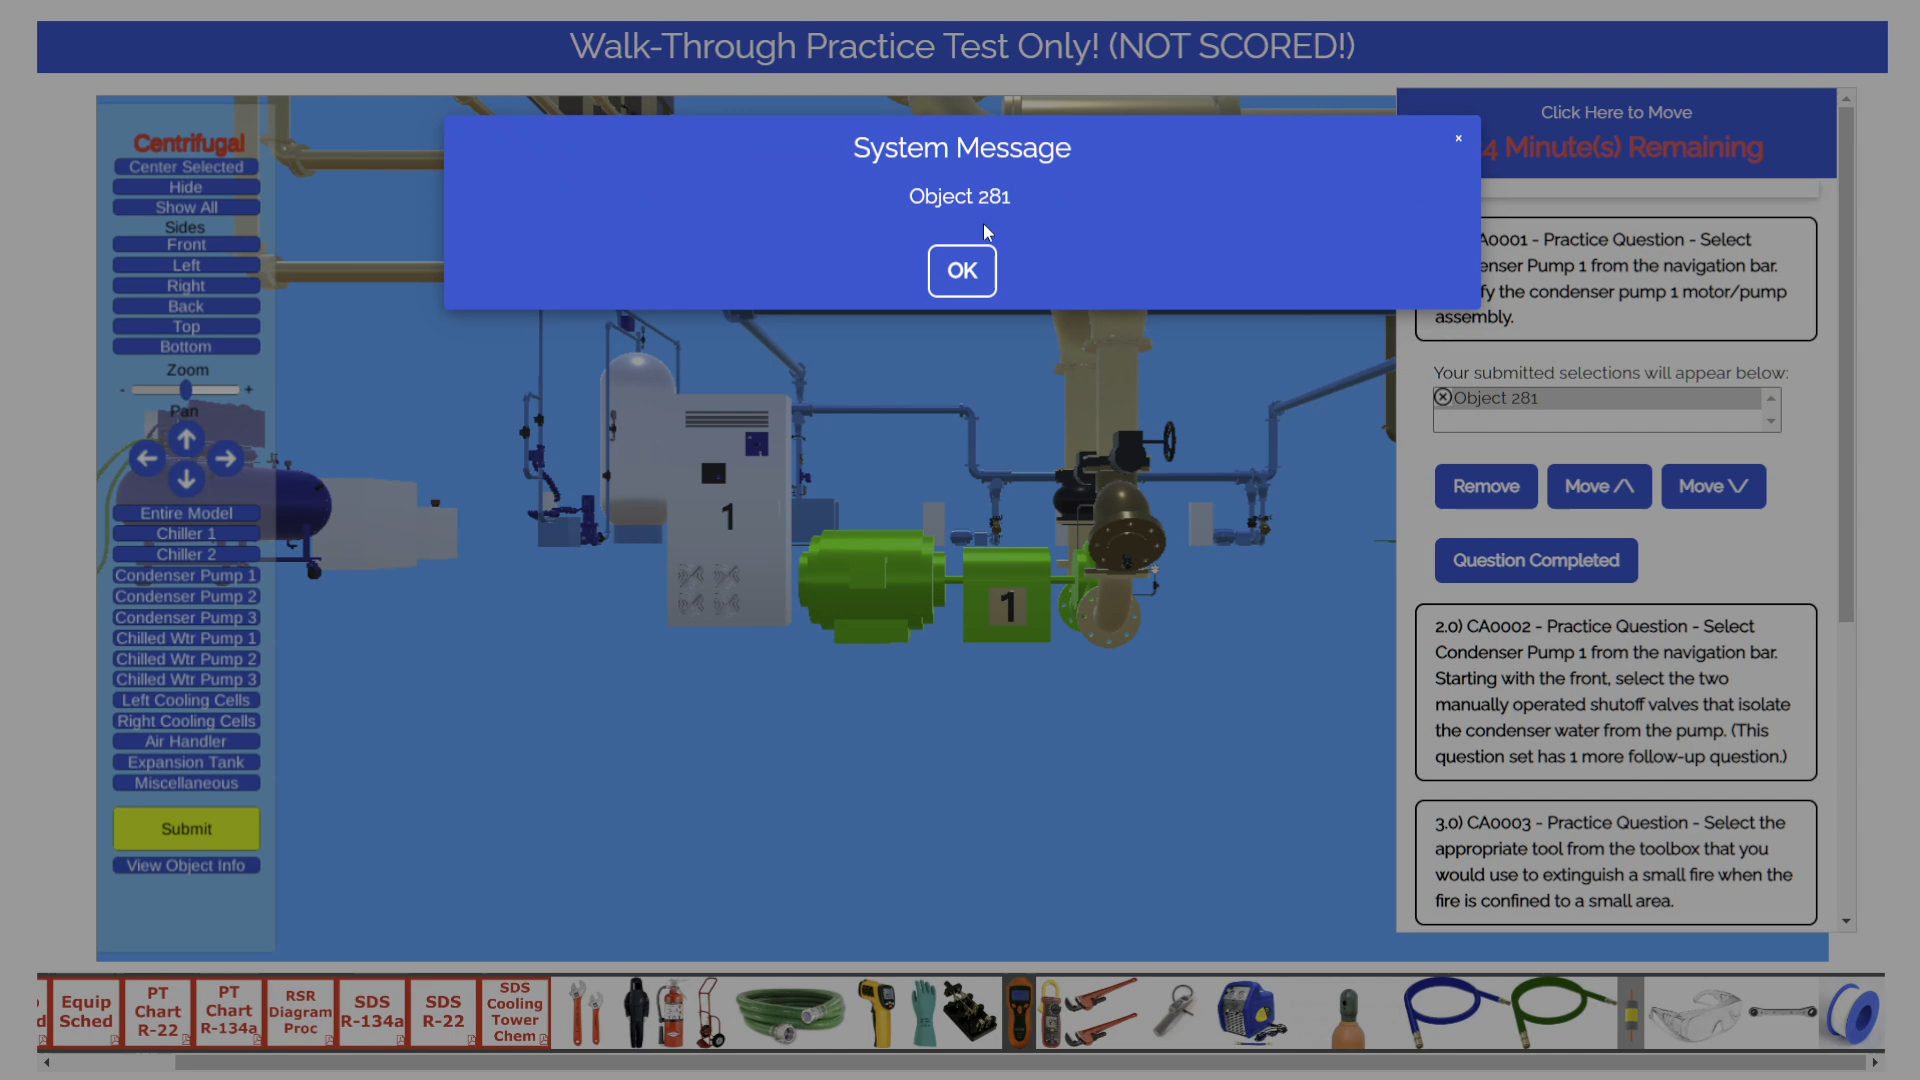 Walk-Through Practice Test Only! (NOT SCORED!)
Centrifugal
Center Selected
Hide
Show All
Sides
Front
Left
Right
Back
Top
Bottom
Zoom
- +
Pan
Entire Model
Chiller 1
Chiller 2
Condenser Pump 1
Condenser Pump 2
Condenser Pump 3
Chilled Wtr Pump 1
Chilled Wtr Pump 2
Chilled Wtr Pump 3
Left Cooling Cells
Right Cooling Cells
Air Handler
Expansion Tank
Miscellaneous
Submit
View Object Info
System Message
×
Object 281
OK
1
1
Click Here to Move
4 Minute(s) Remaining
A0001 - Practice Question - Select
enser Pump 1 from the navigation bar.
fy the condenser pump 1 motor/pump
assembly.
Your submitted selections will appear below:
Object 281
Remove
Move /\
Move \/
Question Completed
2.0) CA0002 - Practice Question - Select
Condenser Pump 1 from the navigation bar.
Starting with the front, select the two
manually operated shutoff valves that isolate
the condenser water from the pump. (This
question set has 1 more follow-up question.)
3.0) CA0003 - Practice Question - Select the
appropriate tool from the toolbox that you
would use to extinguish a small fire when the
fire is confined to a small area.
Equip
Sched
PT
Chart
R-22
PT
Chart
R-134a
RSR
Diagram
Proc
SDS
R-134a
SDS
R-22
SDS
Cooling
Tower
Chem